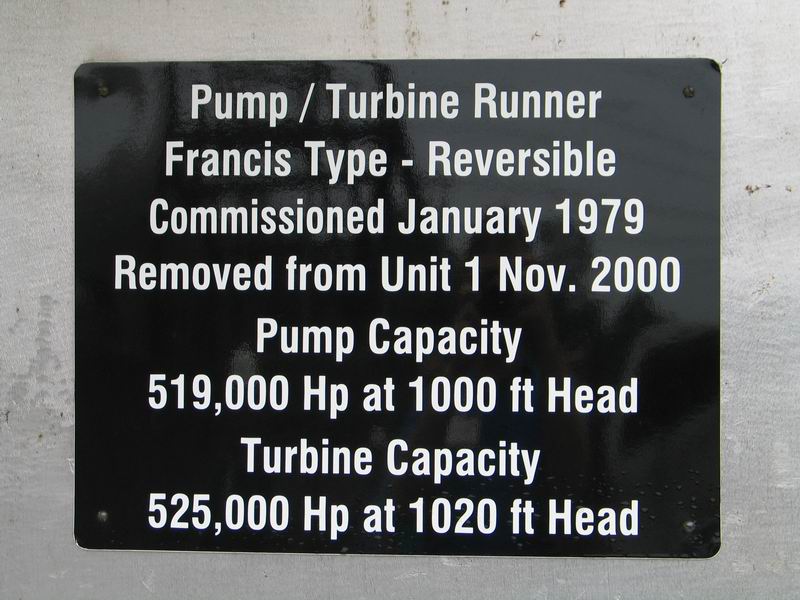 Pump / Turbine Runner
Francis Type - Reversible
Commissioned January 1979
Removed from Unit 1 Nov. 2000
Pump Capacity
519,000 Hp at 1000 ft Head
Turbine Capacity
525,000 Hp at 1020 ft Head